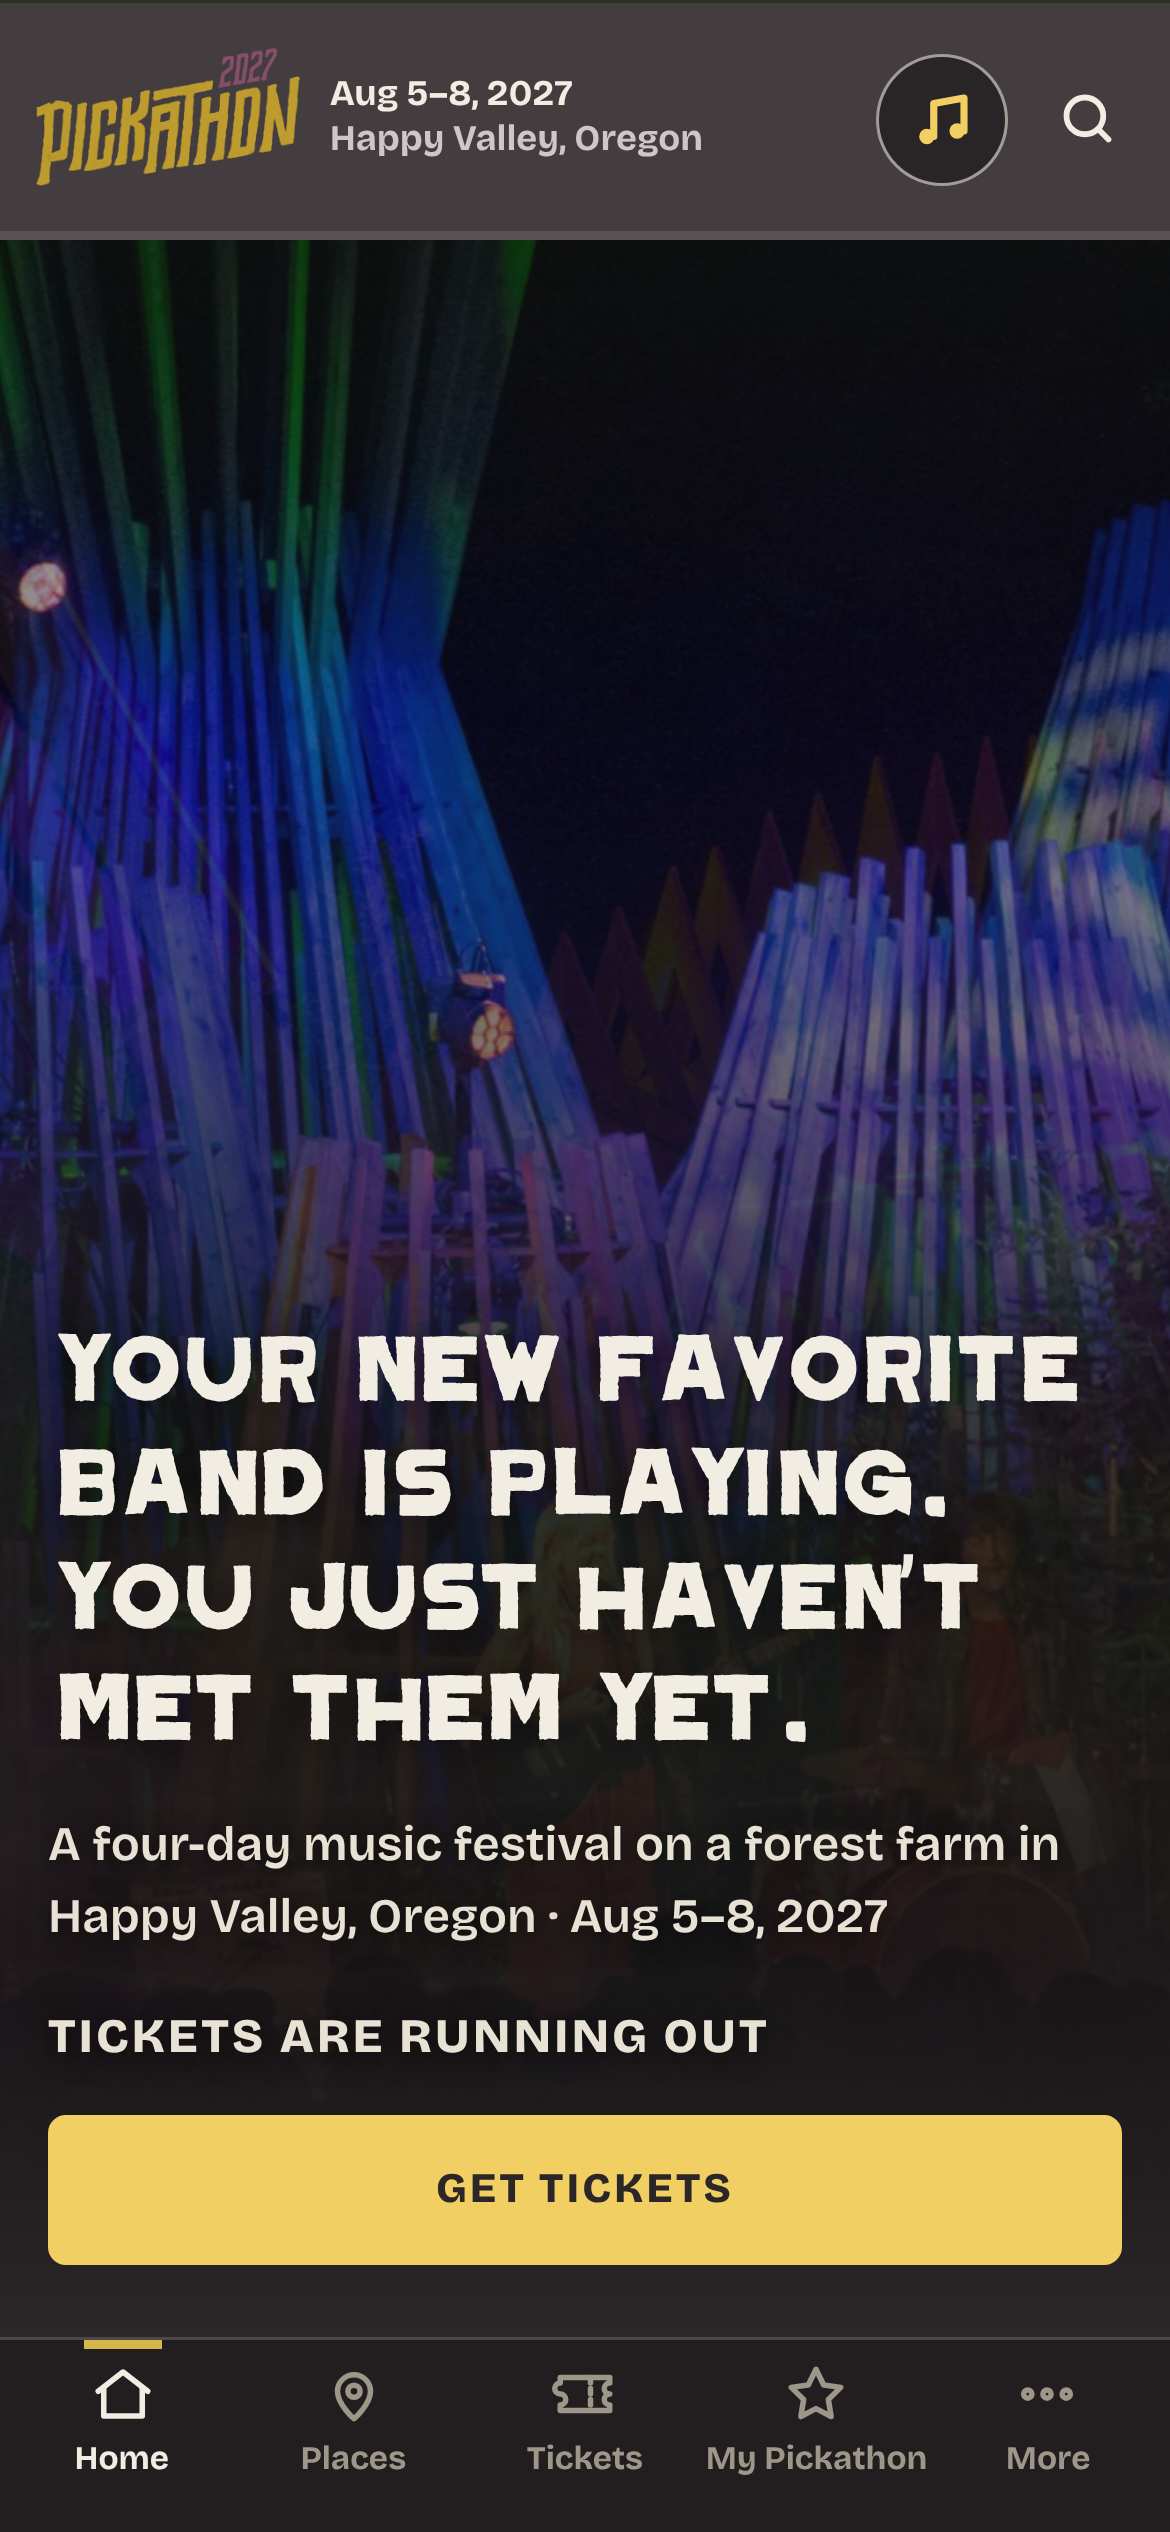 2027
PICKATHON
Aug 5–8, 2027
Happy Valley, Oregon
YOUR NEW FAVORITE
BAND IS PLAYING.
YOU JUST HAVEN'T
MET THEM YET.
A four-day music festival on a forest farm in
Happy Valley, Oregon · Aug 5–8, 2027
TICKETS ARE RUNNING OUT
GET TICKETS
Home
Places
Tickets
My Pickathon
More